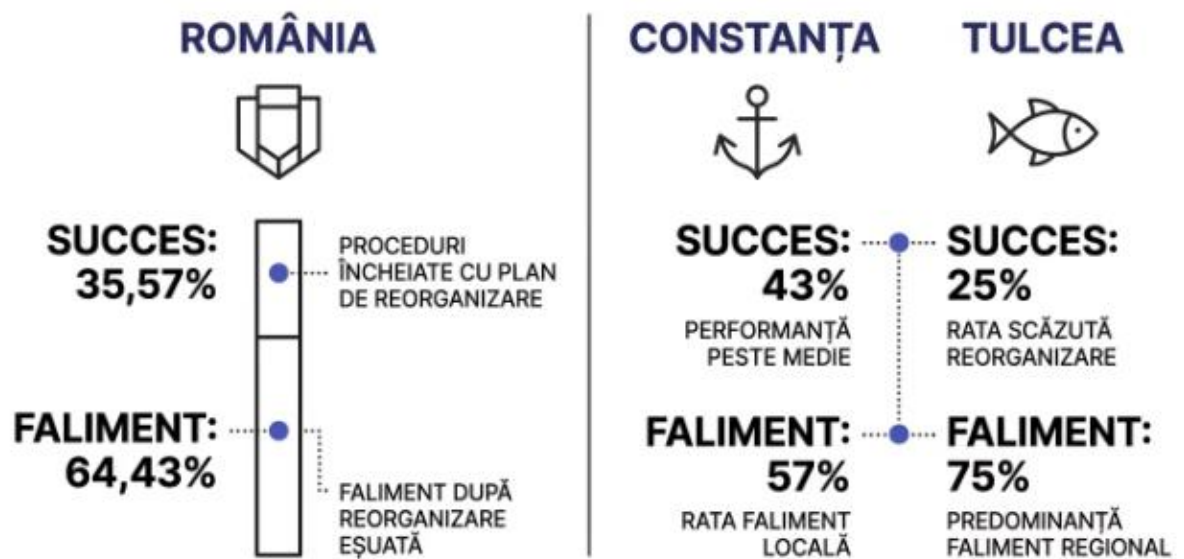 ROMÂNIA
SUCCES:
35,57%
PROCEDURI
ÎNCHEIATE CU PLAN
DE REORGANIZARE
FALIMENT:
64,43%
FALIMENT DUPĂ
REORGANIZARE
EȘUATĂ
CONSTANȚA
SUCCES:
43%
PERFORMANȚĂ
PESTE MEDIE
FALIMENT:
57%
RATA FALIMENT
LOCALĂ
TULCEA
SUCCES:
25%
RATA SCĂZUTĂ
REORGANIZARE
FALIMENT:
75%
PREDOMINANȚĂ
FALIMENT REGIONAL